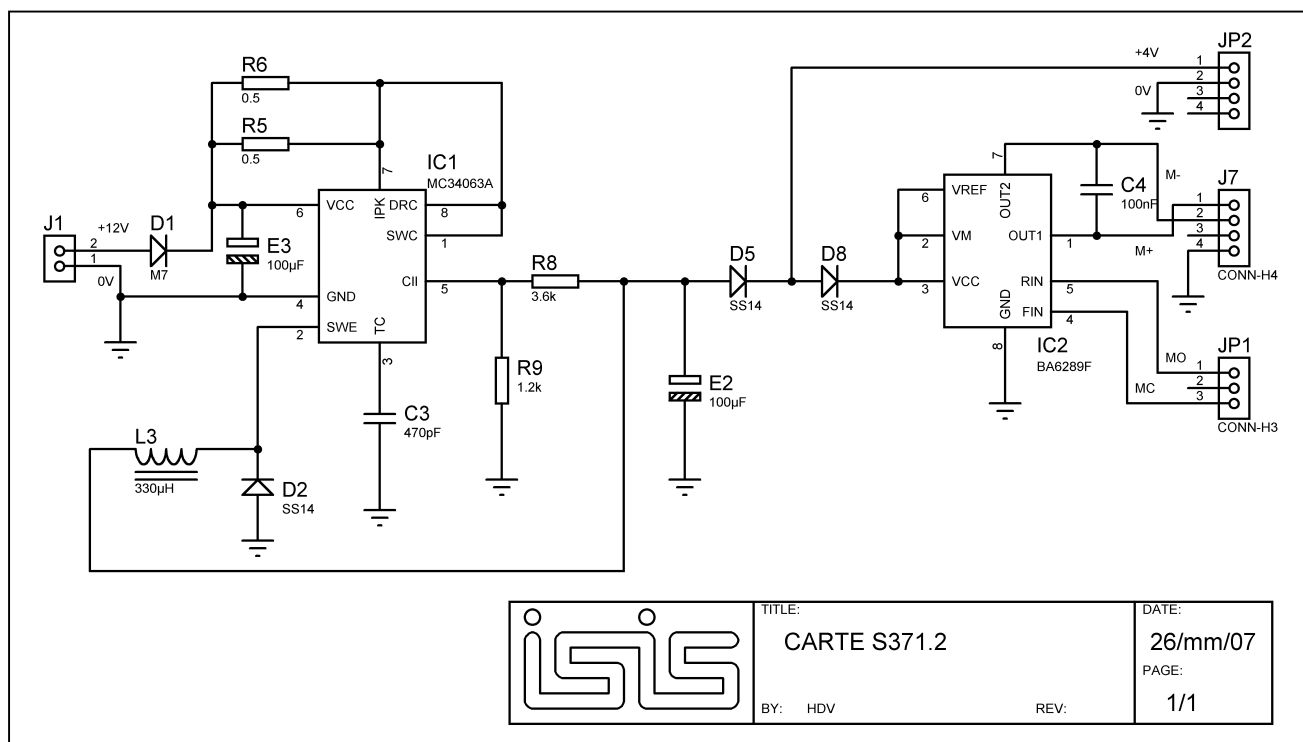 R6
0.5
R5
0.5
7
IC1
MC34063A
J1
+12V
2
1
0V
D1
M7
E3
100µF
6
VCC
IPK
DRC
8
SWC
1
CII
5
4
GND
2
SWE
TC
3
R8
3.6k
R9
1.2k
C3
470pF
L3
330µH
D2
SS14
E2
100µF
D5
SS14
D8
SS14
+4V
0V
JP2
1
2
3
4
7
6
VREF
OUT2
2
VM
OUT1
1
3
VCC
GND
RIN
5
FIN
4
8
IC2
BA6289F
C4
100nF
M-
M+
J7
1
2
3
4
CONN-H4
MO
MC
JP1
1
2
3
CONN-H3
isis
TITLE:
CARTE S371.2
BY: HDV REV:
DATE:
26/mm/07
PAGE:
1/1